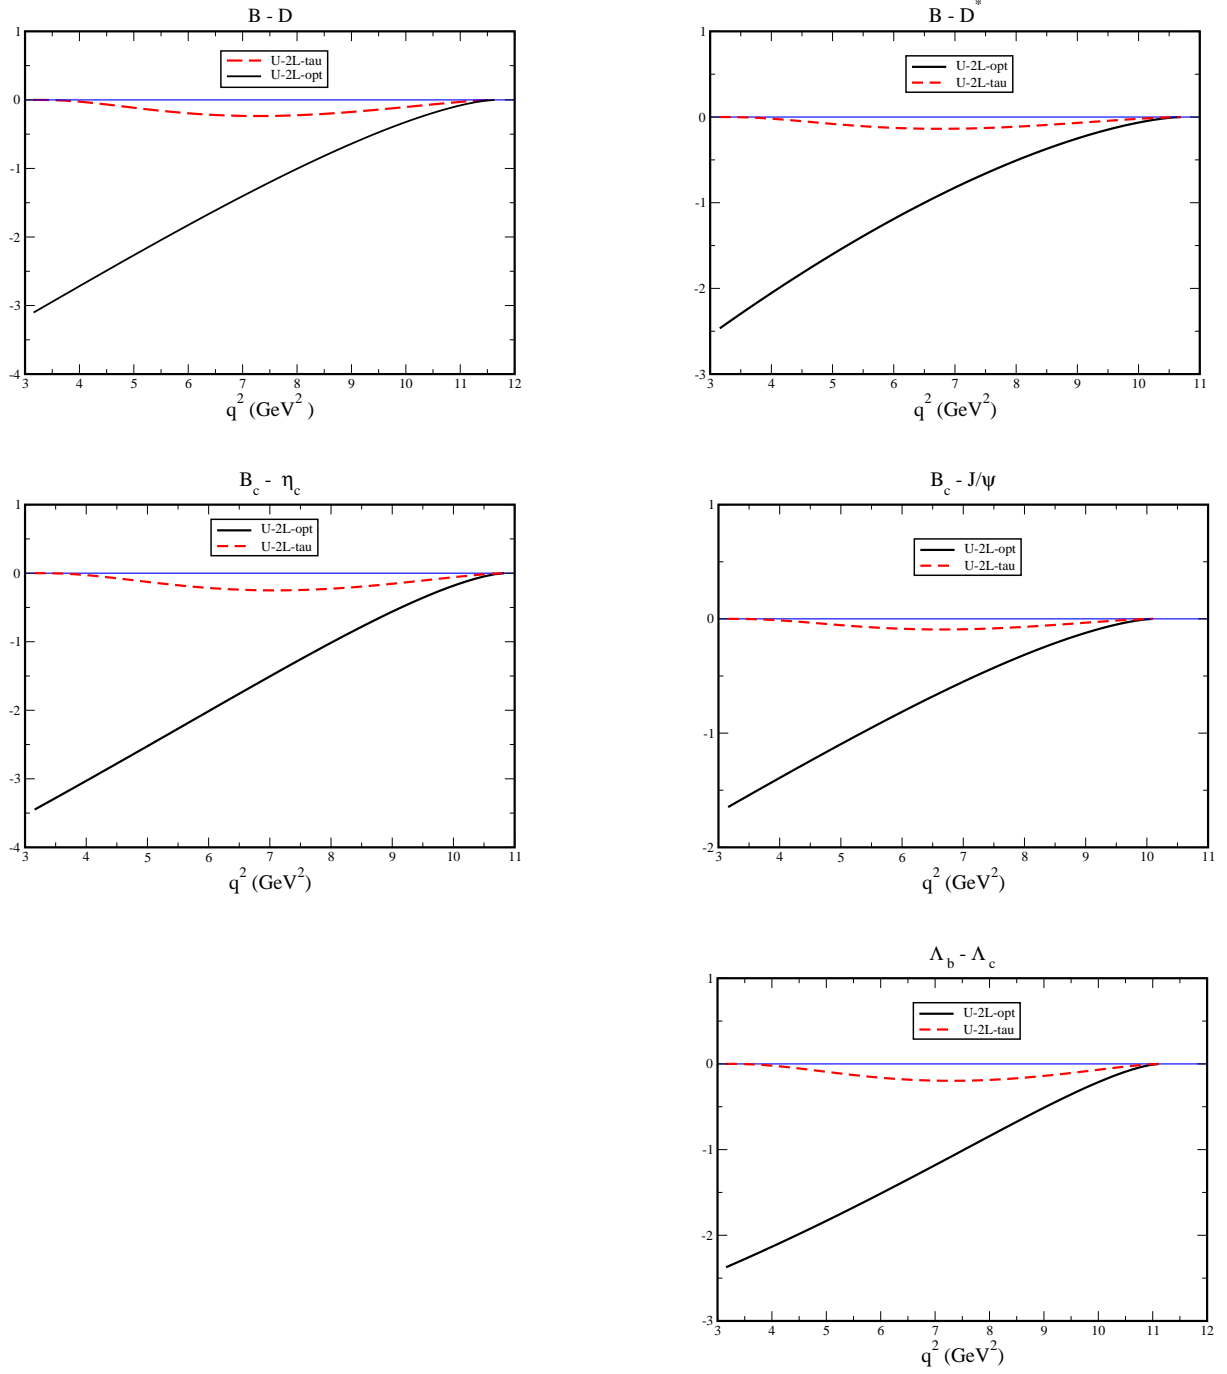 B - D
1
0
-1
-2
-3
-4
U-2L-tau
U-2L-opt
3 4 5 6 7 8 9 10 11 12
q^2 (GeV^2 )
B - D^*
1
0
-1
-2
-3
U-2L-opt
U-2L-tau
3 4 5 6 7 8 9 10 11
q^2 (GeV^2)
B_c - η_c
1
0
-1
-2
-3
-4
U-2L-opt
U-2L-tau
3 4 5 6 7 8 9 10 11
q^2 (GeV^2)
B_c - J/ψ
1
0
-1
-2
U-2L-opt
U-2L-tau
3 4 5 6 7 8 9 10 11
q^2 (GeV^2)
Λ_b - Λ_c
1
0
-1
-2
-3
U-2L-opt
U-2L-tau
3 4 5 6 7 8 9 10 11 12
q^2 (GeV^2)